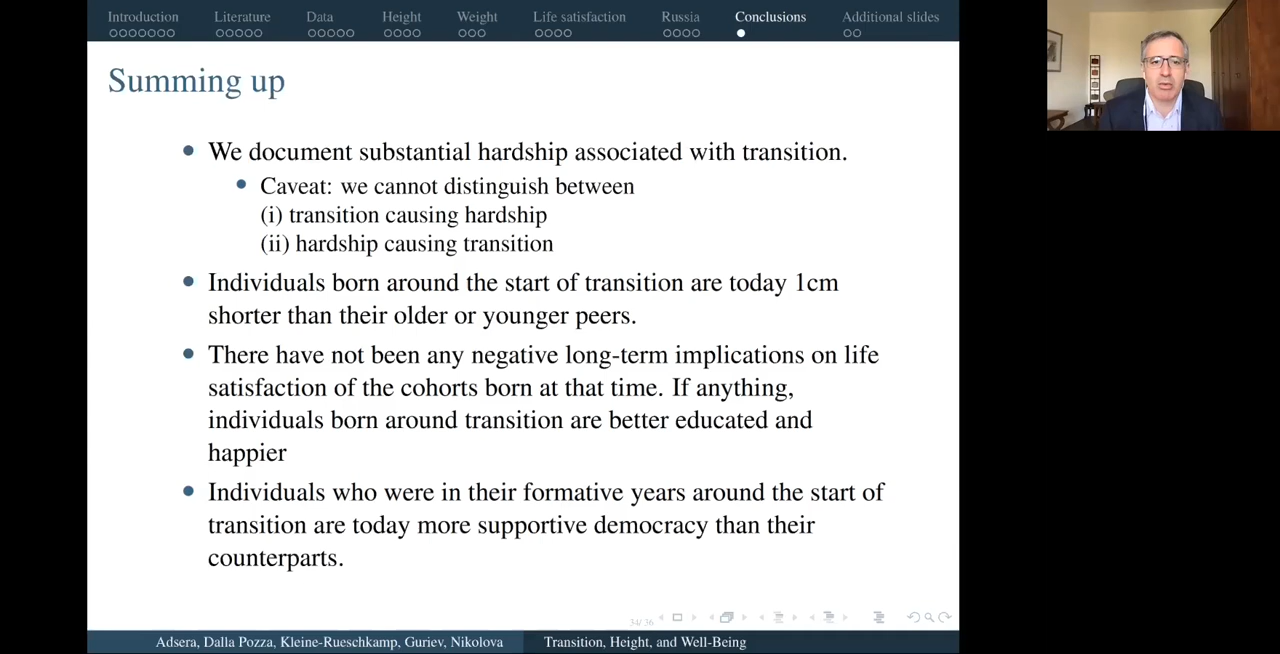 Introduction Literature Data Height Weight Life satisfaction Russia Conclusions Additional slides
Summing up
We document substantial hardship associated with transition.
Caveat: we cannot distinguish between
(i) transition causing hardship
(ii) hardship causing transition
Individuals born around the start of transition are today 1cm
shorter than their older or younger peers.
There have not been any negative long-term implications on life
satisfaction of the cohorts born at that time. If anything,
individuals born around transition are better educated and
happier
Individuals who were in their formative years around the start of
transition are today more supportive democracy than their
counterparts.
34/36
Adsera, Dalla Pozza, Kleine-Rueschkamp, Guriev, Nikolova Transition, Height, and Well-Being